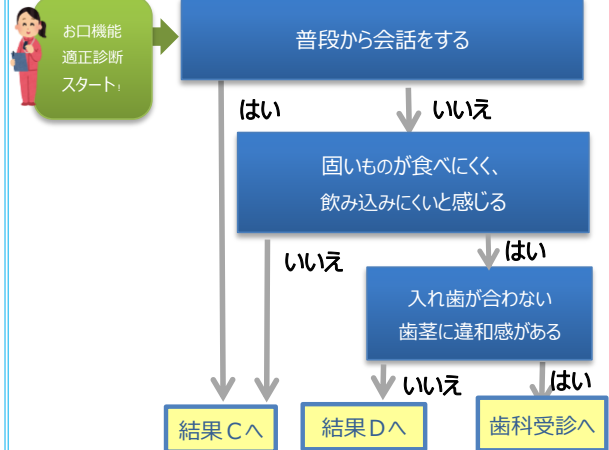 お口機能
適正診断
スタート!
普段から会話をする
はい
いいえ
固いものが食べにくく、
飲み込みにくいと感じる
いいえ
はい
入れ歯が合わない
歯茎に違和感がある
いいえ
はい
結果Cへ
結果Dへ
歯科受診へ